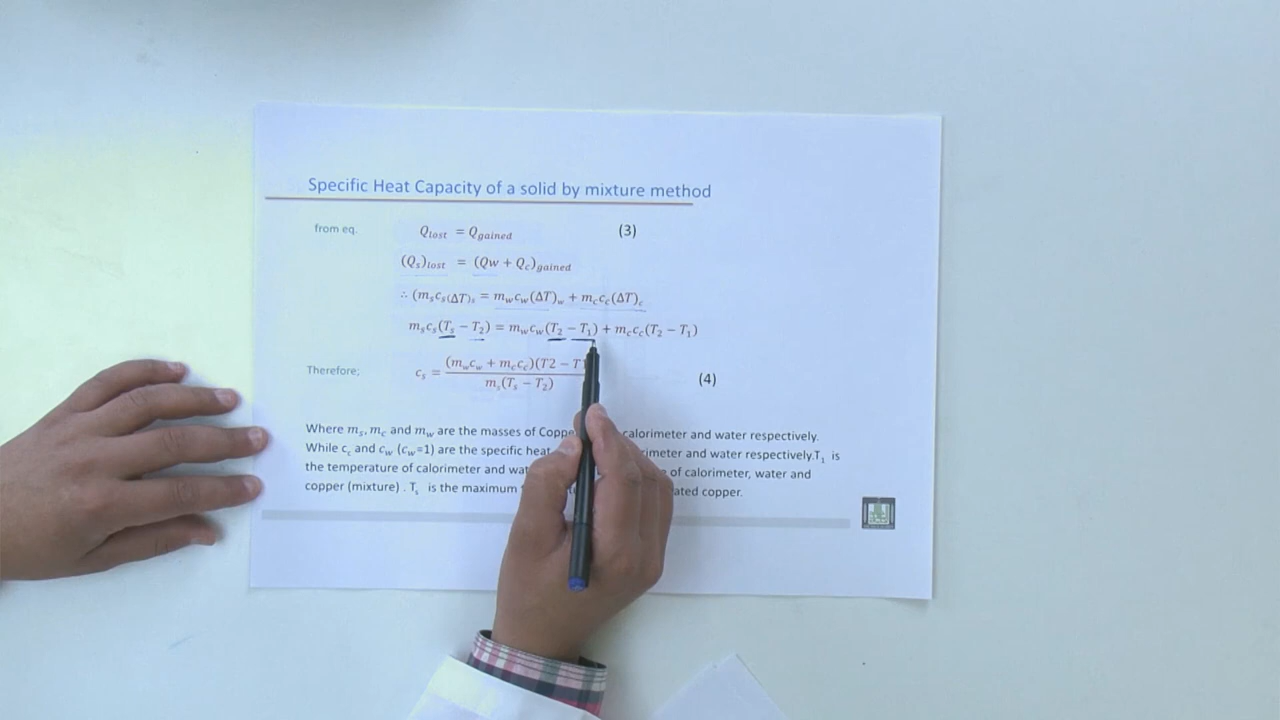 Specific Heat Capacity of a solid by mixture method
from eq. Q_lost = Q_gained (3)
(Q_s)_lost = (Qw + Q_c)_gained
∴ (m_s c_s(ΔT)_s = m_w c_w (ΔT)_w + m_c c_c (ΔT)_c
m_s c_s (T_s − T_2) = m_w c_w (T_2 − T_1) + m_c c_c (T_2 − T_1)
Therefore; c_s = (m_w c_w + m_c c_c)(T2 − T / m_s (T_s − T_2) (4)
Where m_s, m_c and m_w are the masses of calorimeter and water respectively.
While c_c and c_w (c_w=1) are the specific heat and water respectively.T_1 is
the temperature of calorimeter and of calorimeter, water and
copper (mixture) . T_s is the maximum copper.